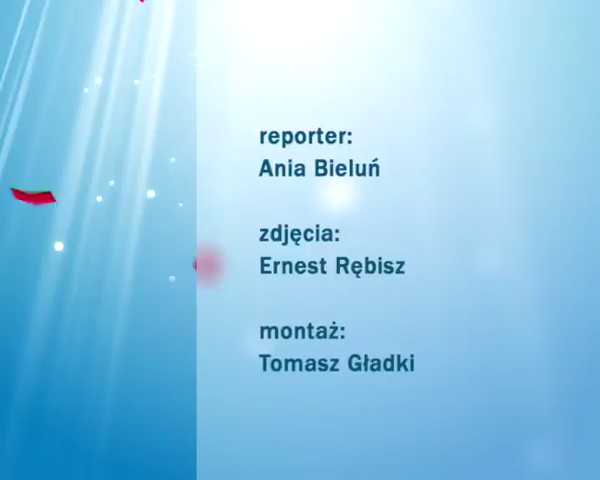 reporter:
Ania Bieluń
zdjęcia:
Ernest Rębisz
montaż:
Tomasz Gładki